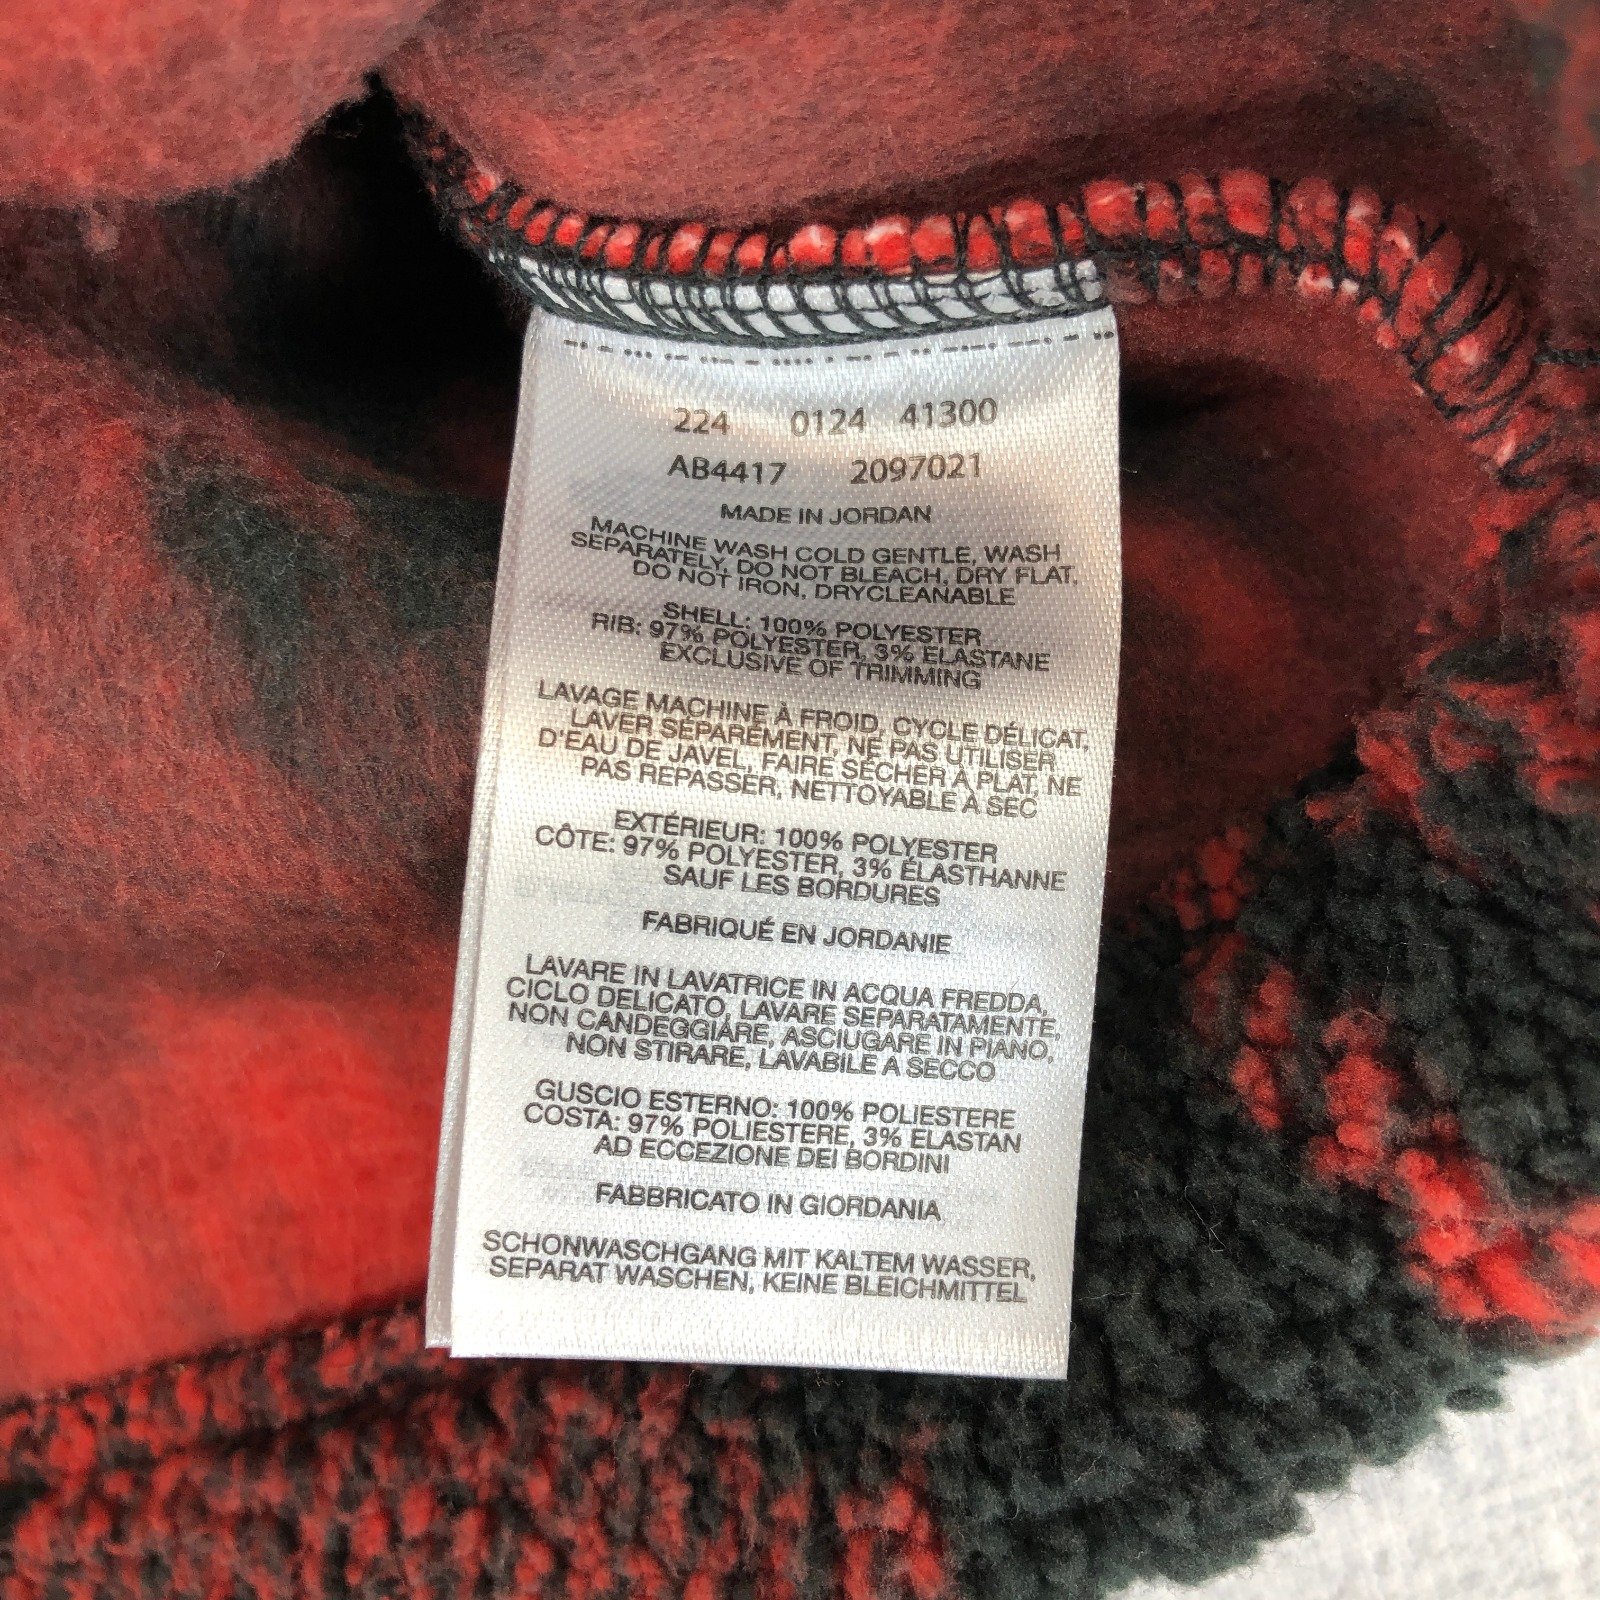 224 0124 41300
AB4417 2097021
MADE IN JORDAN
MACHINE WASH COLD GENTLE, WASH
SEPARATELY, DO NOT BLEACH, DRY FLAT,
DO NOT IRON, DRYCLEANABLE
SHELL: 100% POLYESTER
RIB: 97% POLYESTER, 3% ELASTANE
EXCLUSIVE OF TRIMMING
LAVAGE MACHINE À FROID, CYCLE DÉLICAT,
LAVER SÉPARÉMENT, NE PAS UTILISER
D'EAU DE JAVEL, FAIRE SÉCHER À PLAT, NE
PAS REPASSER, NETTOYABLE À SEC
EXTÉRIEUR: 100% POLYESTER
CÔTE: 97% POLYESTER, 3% ÉLASTHANNE
SAUF LES BORDURES
FABRIQUÉ EN JORDANIE
LAVARE IN LAVATRICE IN ACQUA FREDDA,
CICLO DELICATO, LAVARE SEPARATAMENTE,
NON CANDEGGIARE, ASCIUGARE IN PIANO,
NON STIRARE, LAVABILE A SECCO
GUSCIO ESTERNO: 100% POLIESTERE
COSTA: 97% POLIESTERE, 3% ELASTAN
AD ECCEZIONE DEI BORDINI
FABBRICATO IN GIORDANIA
SCHONWASCHGANG MIT KALTEM WASSER,
SEPARAT WASCHEN, KEINE BLEICHMITTEL